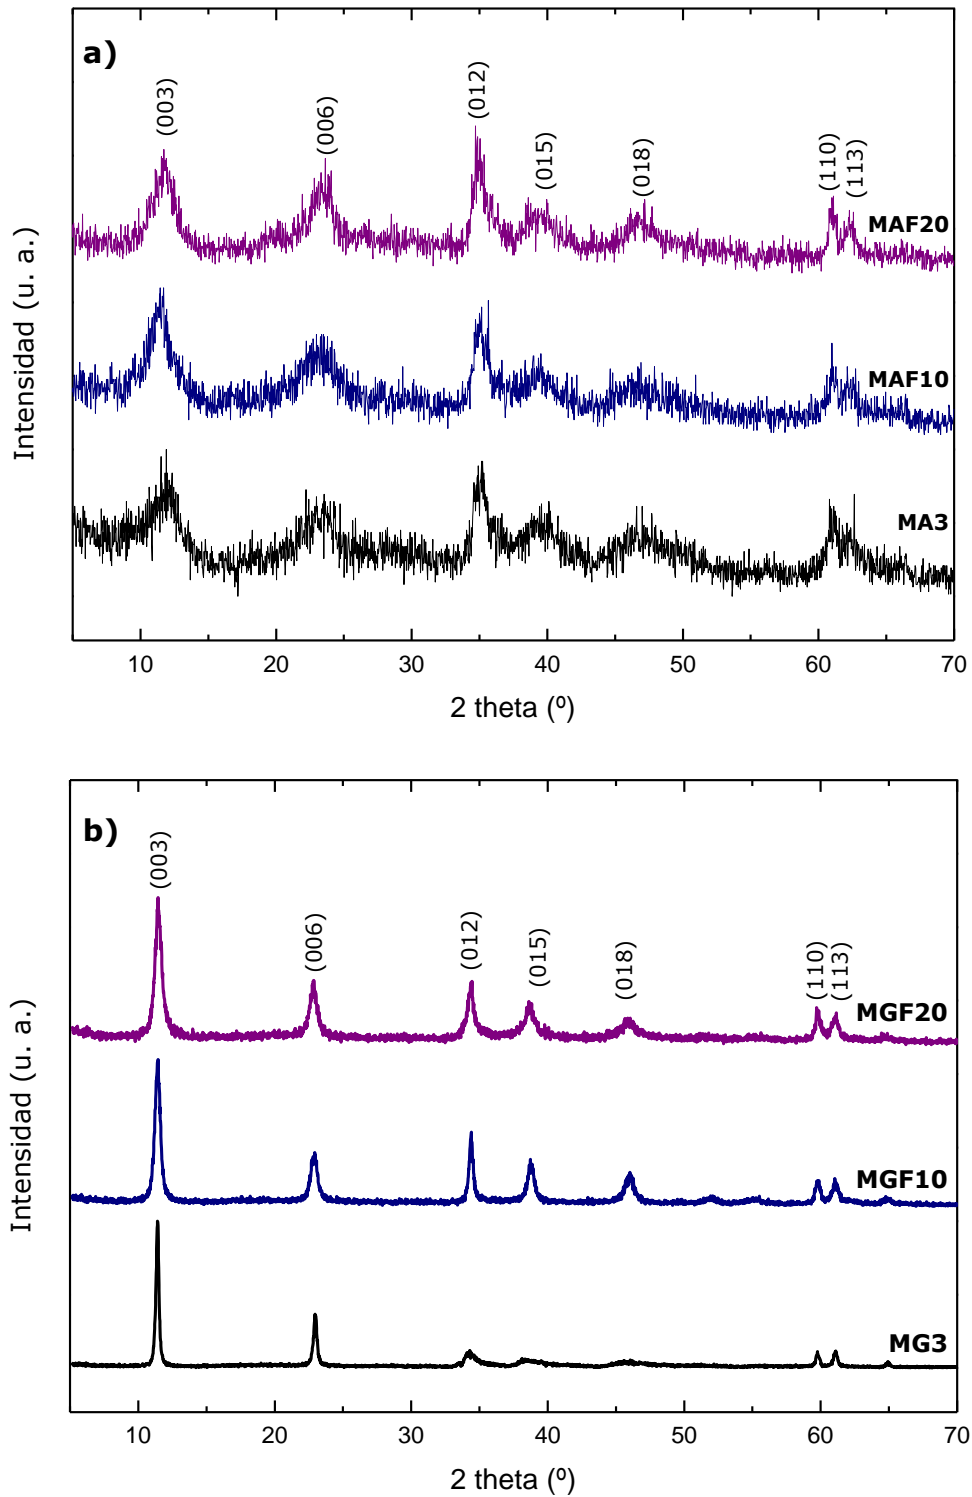 a)
(003)
(006)
(012)
(015)
(018)
(110)
(113)
MAF20
MAF10
MA3
Intensidad (u. a.)
10 20 30 40 50 60 70
2 theta (º)
b)
(003)
(006)
(012)
(015)
(018)
(110)
(113)
MGF20
MGF10
MG3
Intensidad (u. a.)
10 20 30 40 50 60 70
2 theta (º)